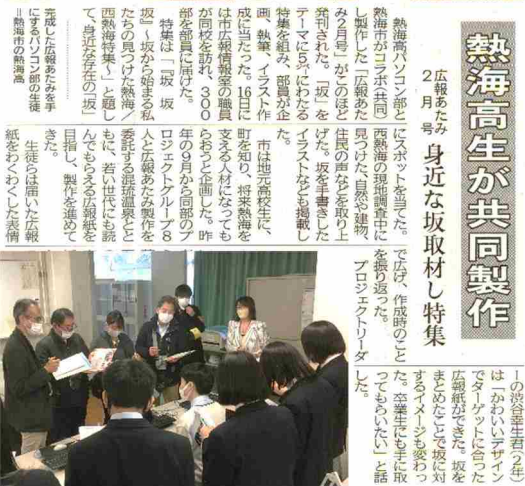 熱海高生が共同製作
広報あたみ
2月号
身近な坂取材し特集
熱海高パソコン部と
熱海市がコラボ(共同)
し製作した「広報あた
み2月号」がこのほど
発刊された。「坂」を
テーマに5㌻にわたる
特集を組み、部員が企
画、執筆、イラスト作
成に当たった。16日に
は市広報情報室の職員
が同校を訪れ、300
部を部員に届けた。
特集は「『坂 坂
坂』～坂から始まる私
たちの見つけた熱海／
西熱海特集～」と題し
て、身近な存在の「坂」
にスポットを当てた。
西熱海の現地調査中に
見つけた、自然や建物、
住民の声などを取り上
げた。坂を手書きした
イラストなども掲載し
た。
市は地元高校生に、
町を知り、将来熱海を
支える人材になっても
らおうと企画した。昨
年の9月から同部のプ
ロジェクトグループ8
人と広報あたみ製作を
委託する混琉温泉とと
もに、若い世代にも読
んでもらえる広報紙を
目指し、製作を進めて
きた。
生徒らは届いた広報
紙をわくわくした表情
で広げ、作成時のこと
を振り返った。
プロジェクトリーダ
ーの渋谷幸生君(2年)
は「かわいいデザイン
でターゲットに合った
広報紙ができた。坂を
まとめたことで坂に対
するイメージも変わっ
た。卒業生にも手に取
ってもらいたい」と話
した。
完成した広報あたみを手
にするパソコン部の生徒
＝熱海市の熱海高